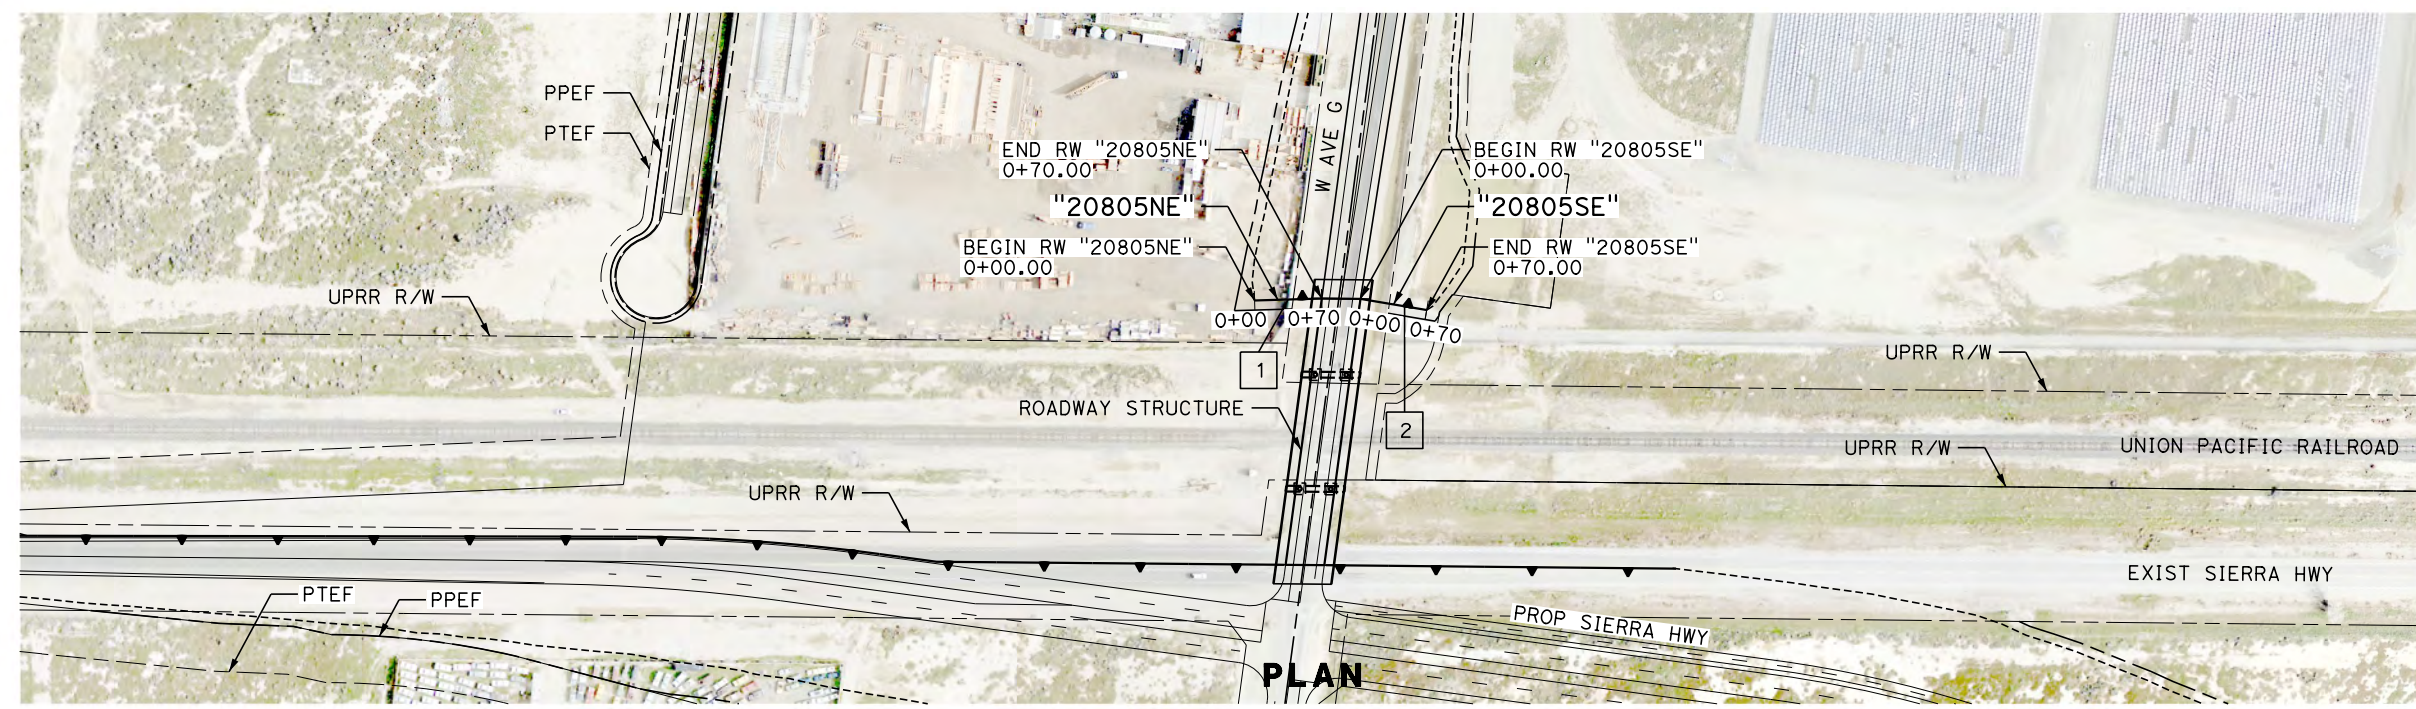 PPEF
PTEF
W AVE G
END RW "20805NE"
0+70.00
BEGIN RW "20805SE"
0+00.00
"20805NE"
"20805SE"
BEGIN RW "20805NE"
0+00.00
END RW "20805SE"
0+70.00
UPRR R/W
0+00
0+70
0+00
0+70
1
UPRR R/W
ROADWAY STRUCTURE
2
UPRR R/W
UNION PACIFIC RAILROAD
UPRR R/W
EXIST SIERRA HWY
PTEF
PPEF
PROP SIERRA HWY
PLAN